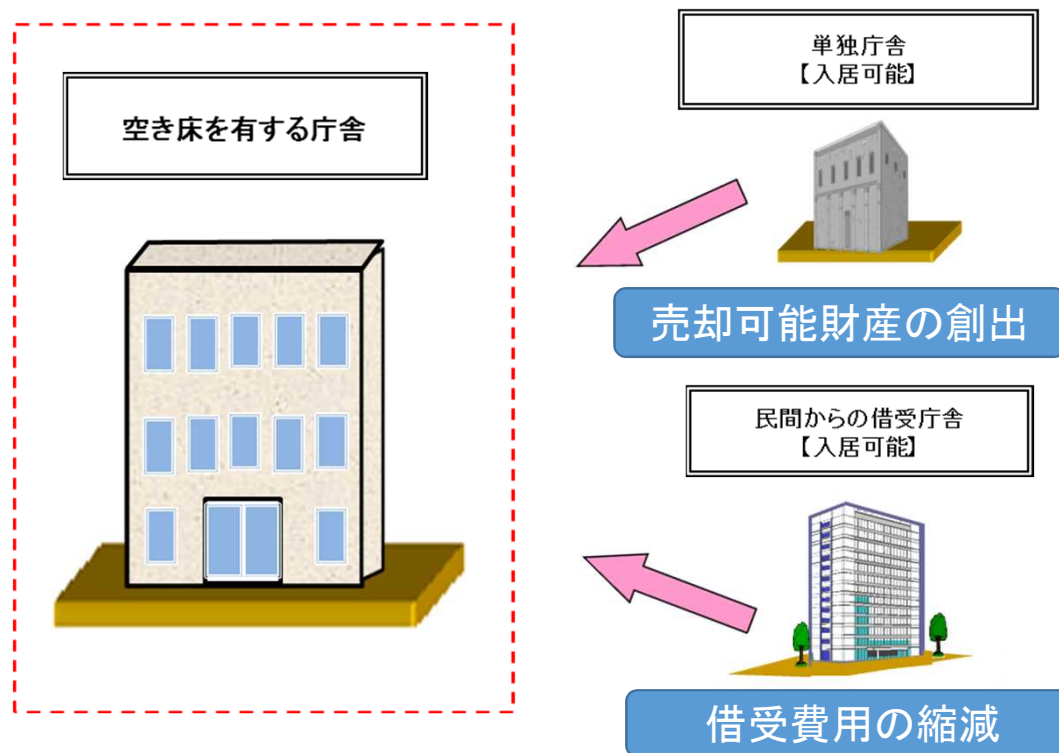 空き床を有する庁舎
単独庁舎
【入居可能】
売却可能財産の創出
民間からの借受庁舎
【入居可能】
借受費用の縮減